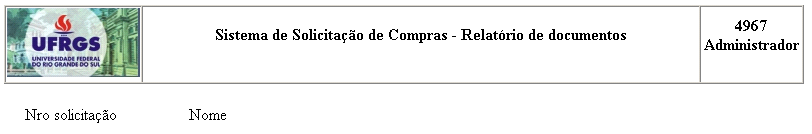 UFRGS
UNIVERSIDADE FEDERAL
DO RIO GRANDE DO SUL
Sistema de Solicitação de Compras - Relatório de documentos
4967
Administrador
Nro solicitação Nome